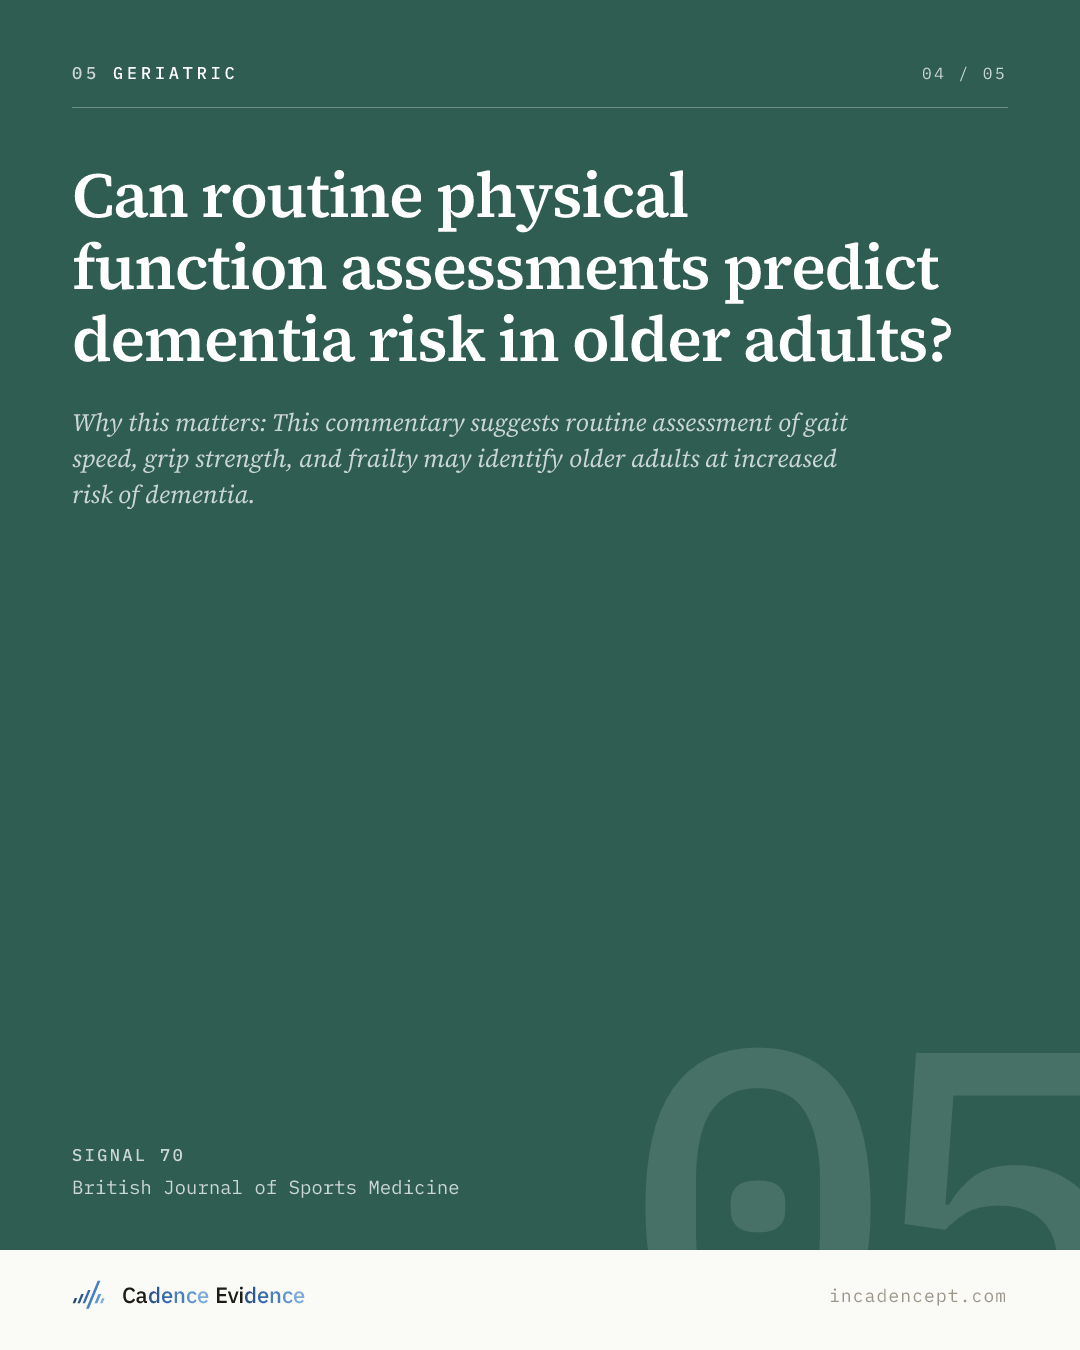 05 GERIATRIC
04 / 05
Can routine physical
function assessments predict
dementia risk in older adults?
Why this matters: This commentary suggests routine assessment of gait
speed, grip strength, and frailty may identify older adults at increased
risk of dementia.
05
SIGNAL 70
British Journal of Sports Medicine
Cadence Evidence
incadencept.com